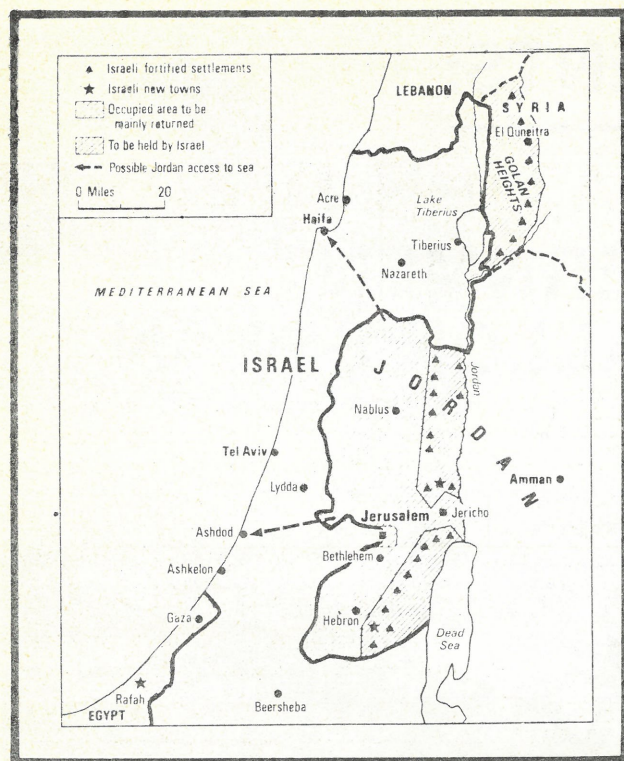 Israeli fortified settlements
Israeli new towns
Occupied area to be
mainly returned
To be held by Israel
Possible Jordan access to sea
0 Miles 20
LEBANON
SYRIA
El Quneitra
GOLAN
HEIGHTS
Acre
Haifa
Lake
Tiberius
Tiberius
Nazareth
MEDITERRANEAN SEA
ISRAEL
JORDAN
Jordan
Nablus
Tel Aviv
Lydda
Amman
Jerusalem
Jericho
Ashdod
Bethlehem
Ashkelon
Gaza
Hebron
Dead
Sea
Rafah
EGYPT
Beersheba